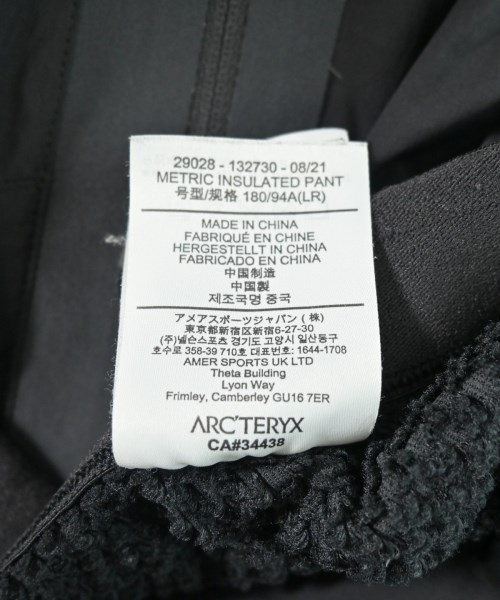 29028 - 132730 - 08/21
METRIC INSULATED PANT
号型/规格 180/94A(LR)
MADE IN CHINA
FABRIQUÉ EN CHINE
HERGESTELLT IN CHINA
FABRICADO EN CHINA
中国制造
中国製
제조국명 중국
アメアスポーツジャパン (株)
東京都新宿区新宿6-27-30
(주)넬슨스포츠 경기도 고양시 일산동구
호수로 358-39 710호 대표번호: 1644-1708
AMER SPORTS UK LTD
Theta Building
Lyon Way
Frimley, Camberley GU16 7ER
ARC'TERYX
CA#34438